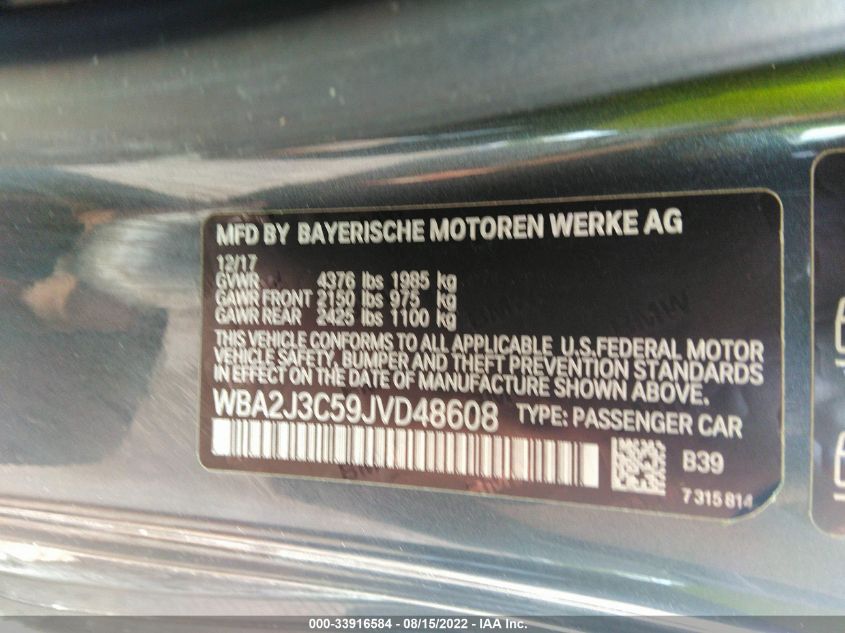 MFD BY BAYERISCHE MOTOREN WERKE AG
12/17
GVWR 4376 lbs 1985 kg
GAWR FRONT 2150 lbs 975 kg
GAWR REAR 2425 lbs 1100 kg
THIS VEHICLE CONFORMS TO ALL APPLICABLE U.S.FEDERAL MOTOR
VEHICLE SAFETY, BUMPER AND THEFT PREVENTION STANDARDS
IN EFFECT ON THE DATE OF MANUFACTURE SHOWN ABOVE.
WBA2J3C59JVD48608 TYPE: PASSENGER CAR
B39
7 315 814
000-33916584 / 08/15/2022 - IAA Inc.